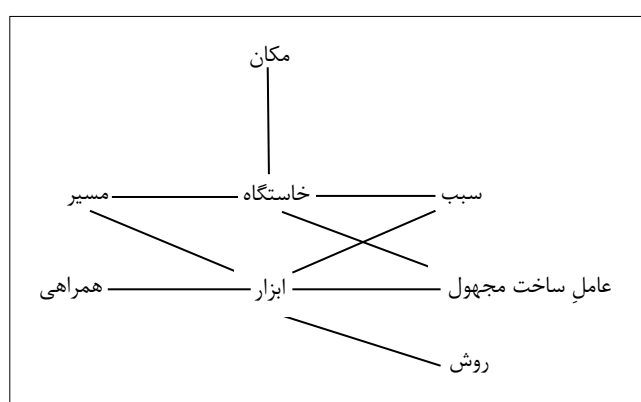 مکان
سبب خاستگاه مسیر
عاملِ ساخت مجهول ابزار همراهی
روش